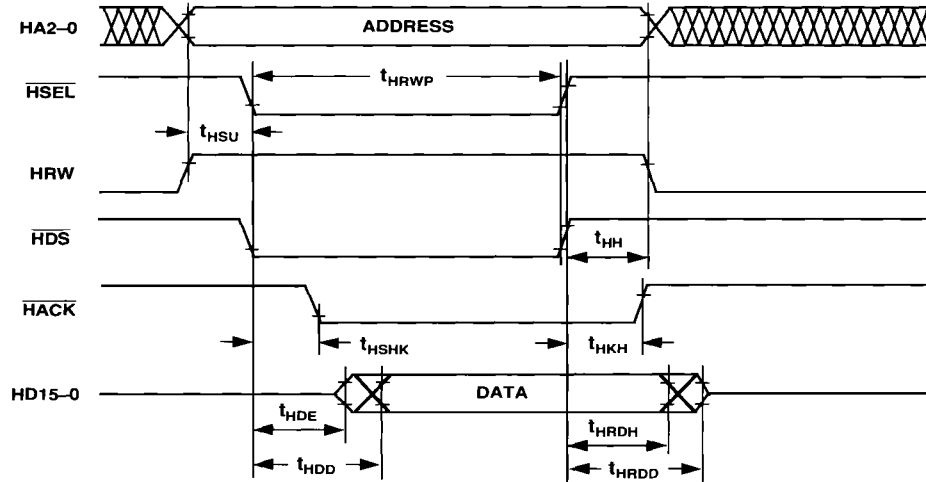 HA2–0 ADDRESS
HSEL tHRWP
tHSU
HRW
HDS
tHH
HACK
tHSHK tHKH
HD15–0 DATA
tHDE tHRDH
tHDD tHRDD